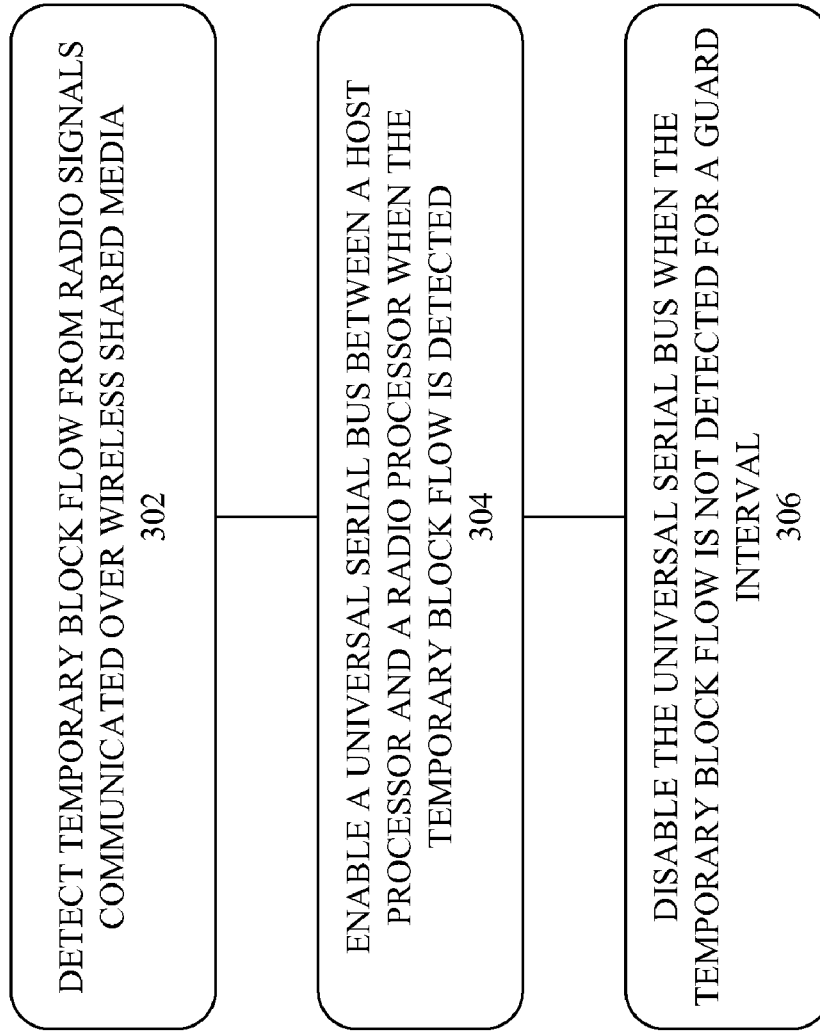 DETECT TEMPORARY BLOCK FLOW FROM RADIO SIGNALS
COMMUNICATED OVER WIRELESS SHARED MEDIA
302
ENABLE A UNIVERSAL SERIAL BUS BETWEEN A HOST
PROCESSOR AND A RADIO PROCESSOR WHEN THE
TEMPORARY BLOCK FLOW IS DETECTED
304
DISABLE THE UNIVERSAL SERIAL BUS WHEN THE
TEMPORARY BLOCK FLOW IS NOT DETECTED FOR A GUARD
INTERVAL
306